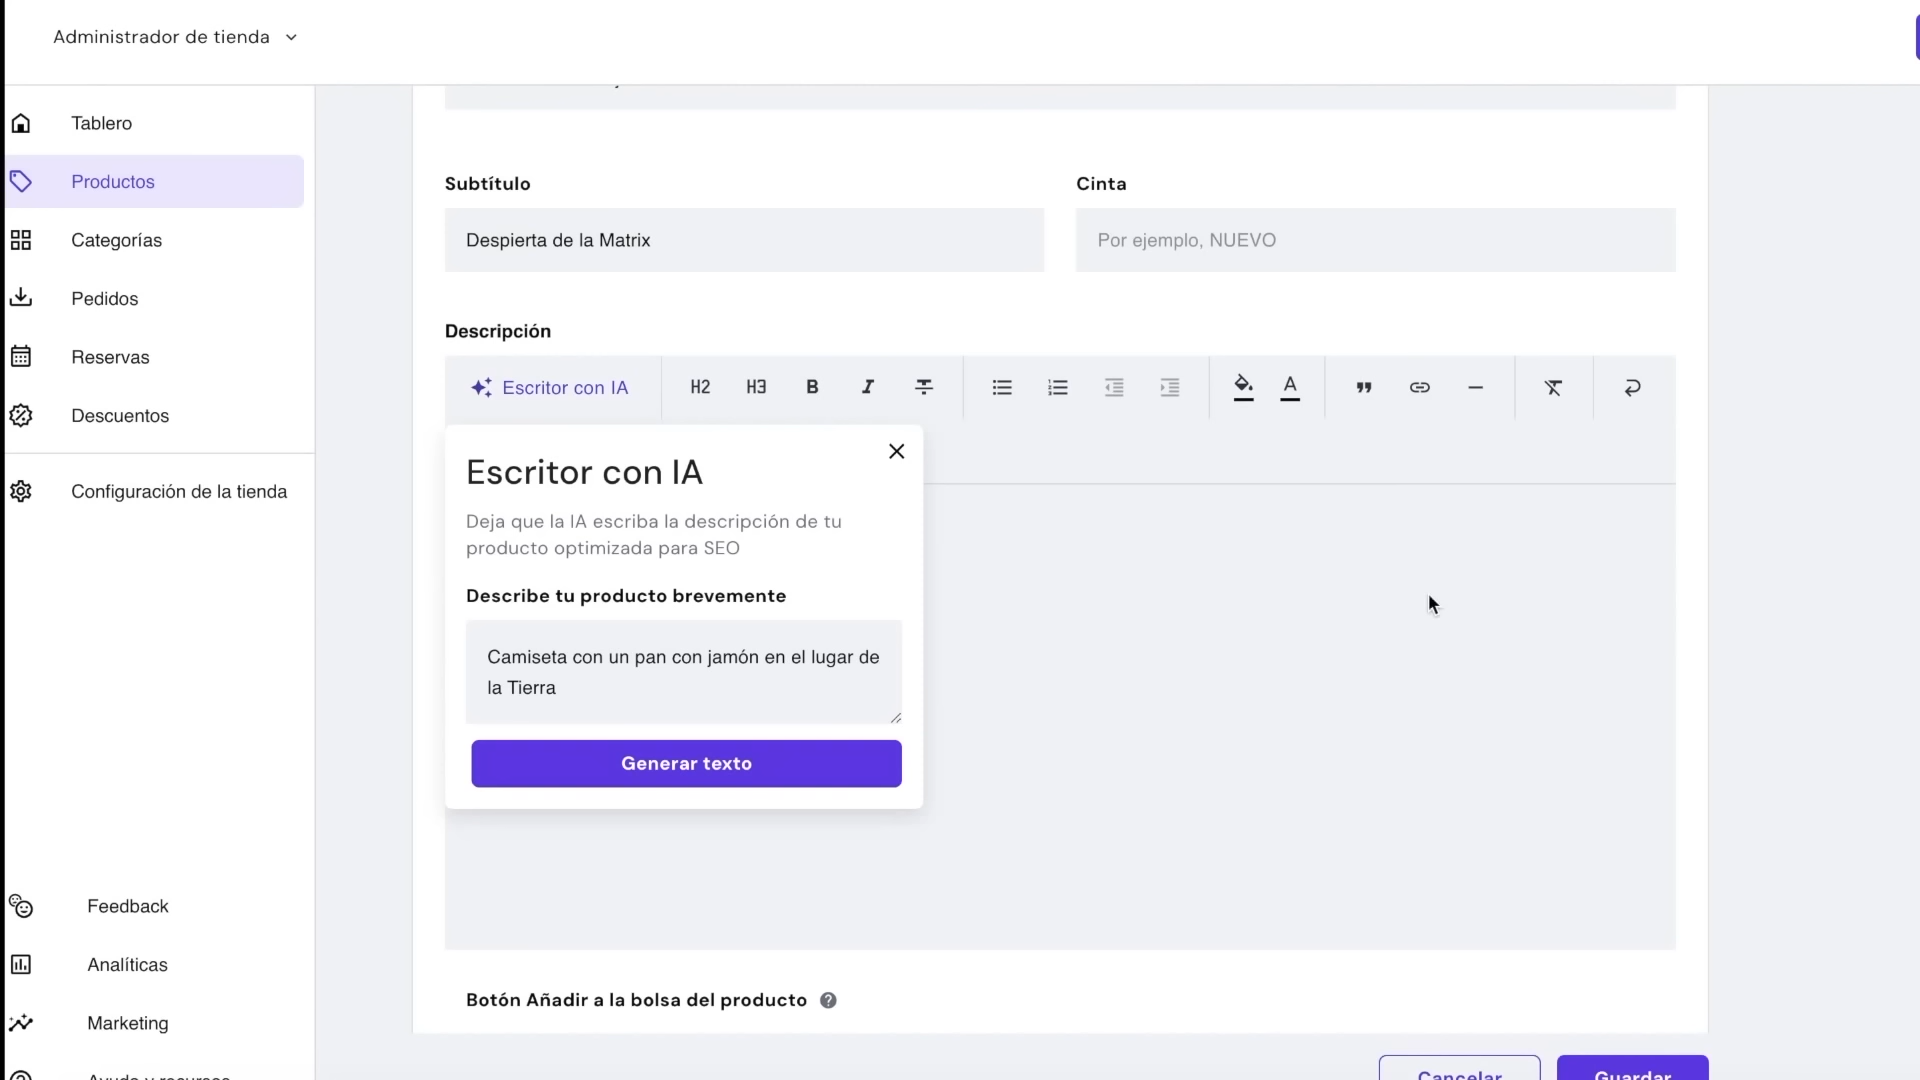 Administrador de tienda
Tablero
Productos
Categorías
Pedidos
Reservas
Descuentos
Configuración de la tienda
Feedback
Analíticas
Marketing
Subtítulo
Despierta de la Matrix
Cinta
Por ejemplo, NUEVO
Descripción
Escritor con IA
H2
H3
B
I
T
A
Escritor con IA
Deja que la IA escriba la descripción de tu
producto optimizada para SEO
Describe tu producto brevemente
Camiseta con un pan con jamón en el lugar de
la Tierra
Generar texto
Botón Añadir a la bolsa del producto
Cancelar
Guardar